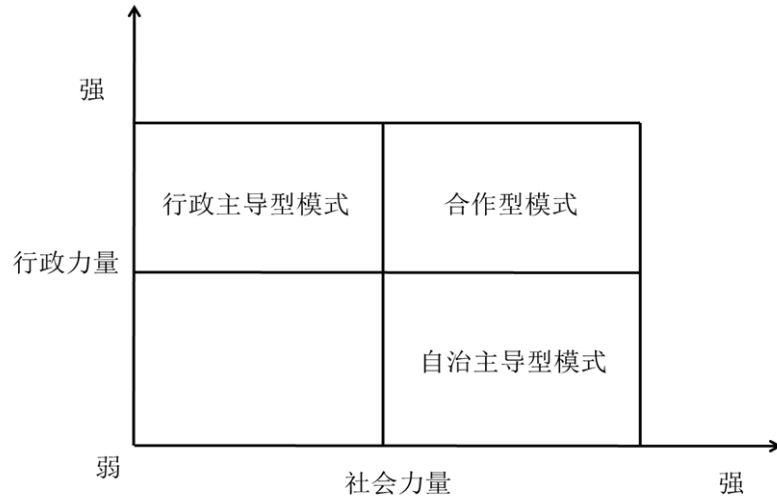 强
行政主导型模式
合作型模式
行政力量
自治主导型模式
弱
社会力量
强